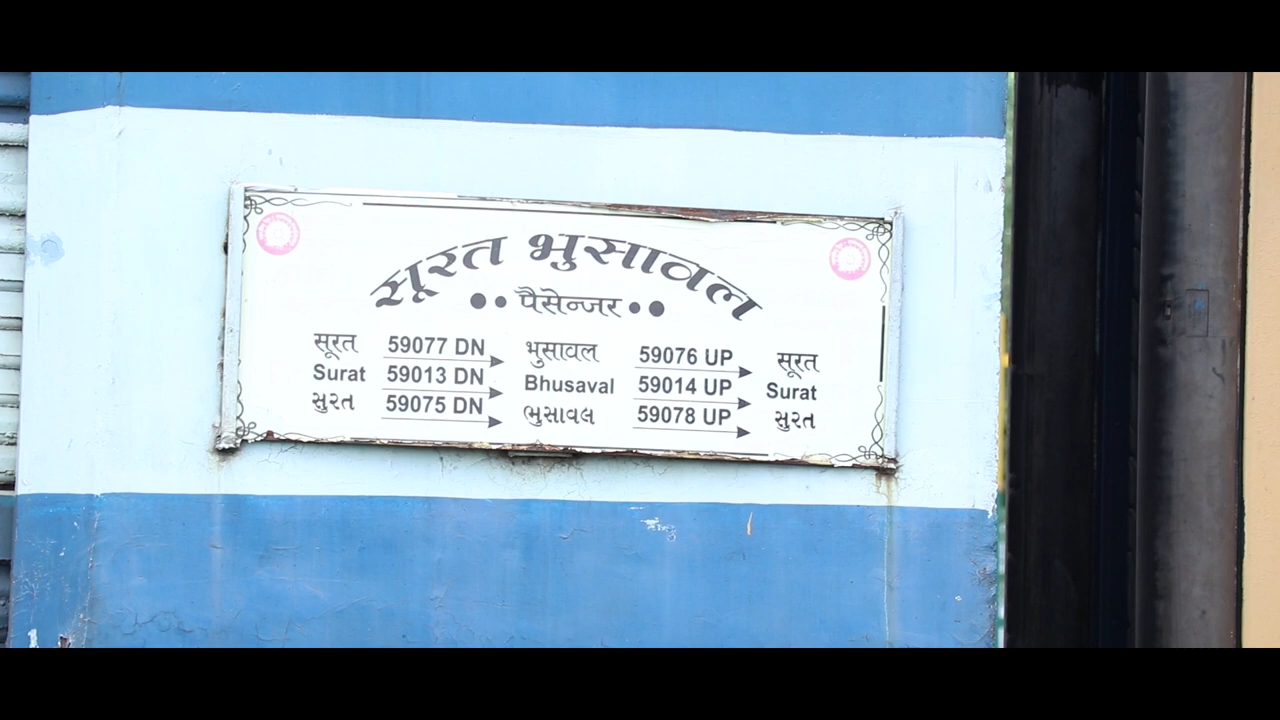 सूरत भुसावल
●● पैसेन्जर ●●
सूरत 59077 DN भुसावल 59076 UP सूरत
Surat 59013 DN Bhusaval 59014 UP Surat
સુરત 59075 DN ભુસાવલ 59078 UP સુરત